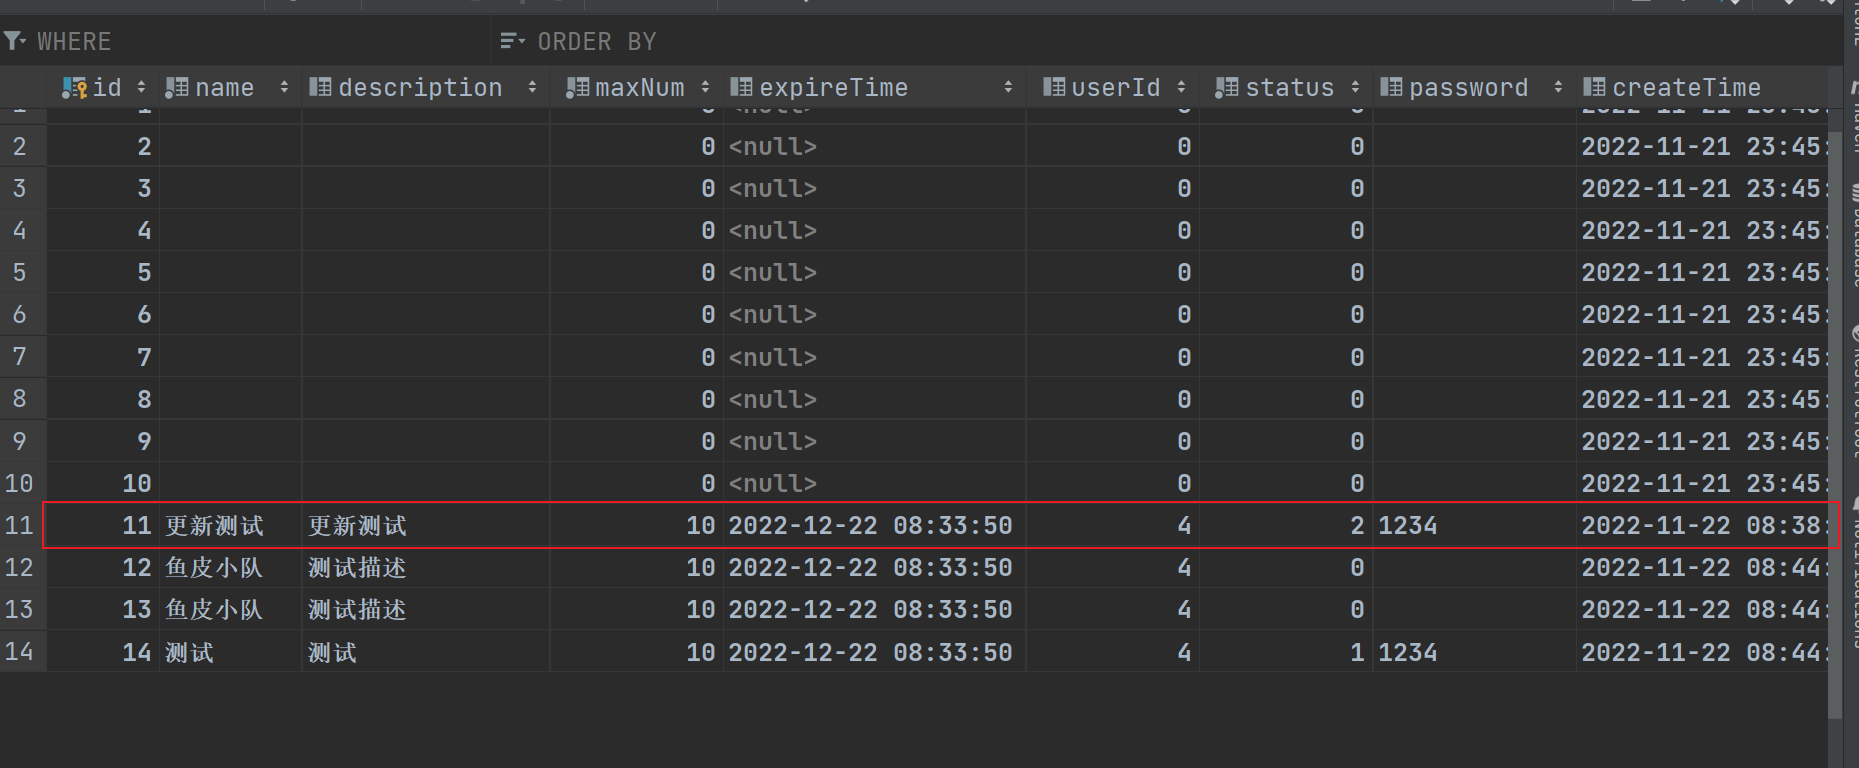 WHERE ORDER BY
id name description maxNum expireTime userId status password createTime
2 2 0 <null> 0 0 2022-11-21 23:45:
3 3 0 <null> 0 0 2022-11-21 23:45:
4 4 0 <null> 0 0 2022-11-21 23:45:
5 5 0 <null> 0 0 2022-11-21 23:45:
6 6 0 <null> 0 0 2022-11-21 23:45:
7 7 0 <null> 0 0 2022-11-21 23:45:
8 8 0 <null> 0 0 2022-11-21 23:45:
9 9 0 <null> 0 0 2022-11-21 23:45:
10 10 0 <null> 0 0 2022-11-21 23:45:
11 11 更新测试 更新测试 10 2022-12-22 08:33:50 4 2 1234 2022-11-22 08:38:
12 12 鱼皮小队 测试描述 10 2022-12-22 08:33:50 4 0 2022-11-22 08:44:
13 13 鱼皮小队 测试描述 10 2022-12-22 08:33:50 4 0 2022-11-22 08:44:
14 14 测试 测试 10 2022-12-22 08:33:50 4 1 1234 2022-11-22 08:44: